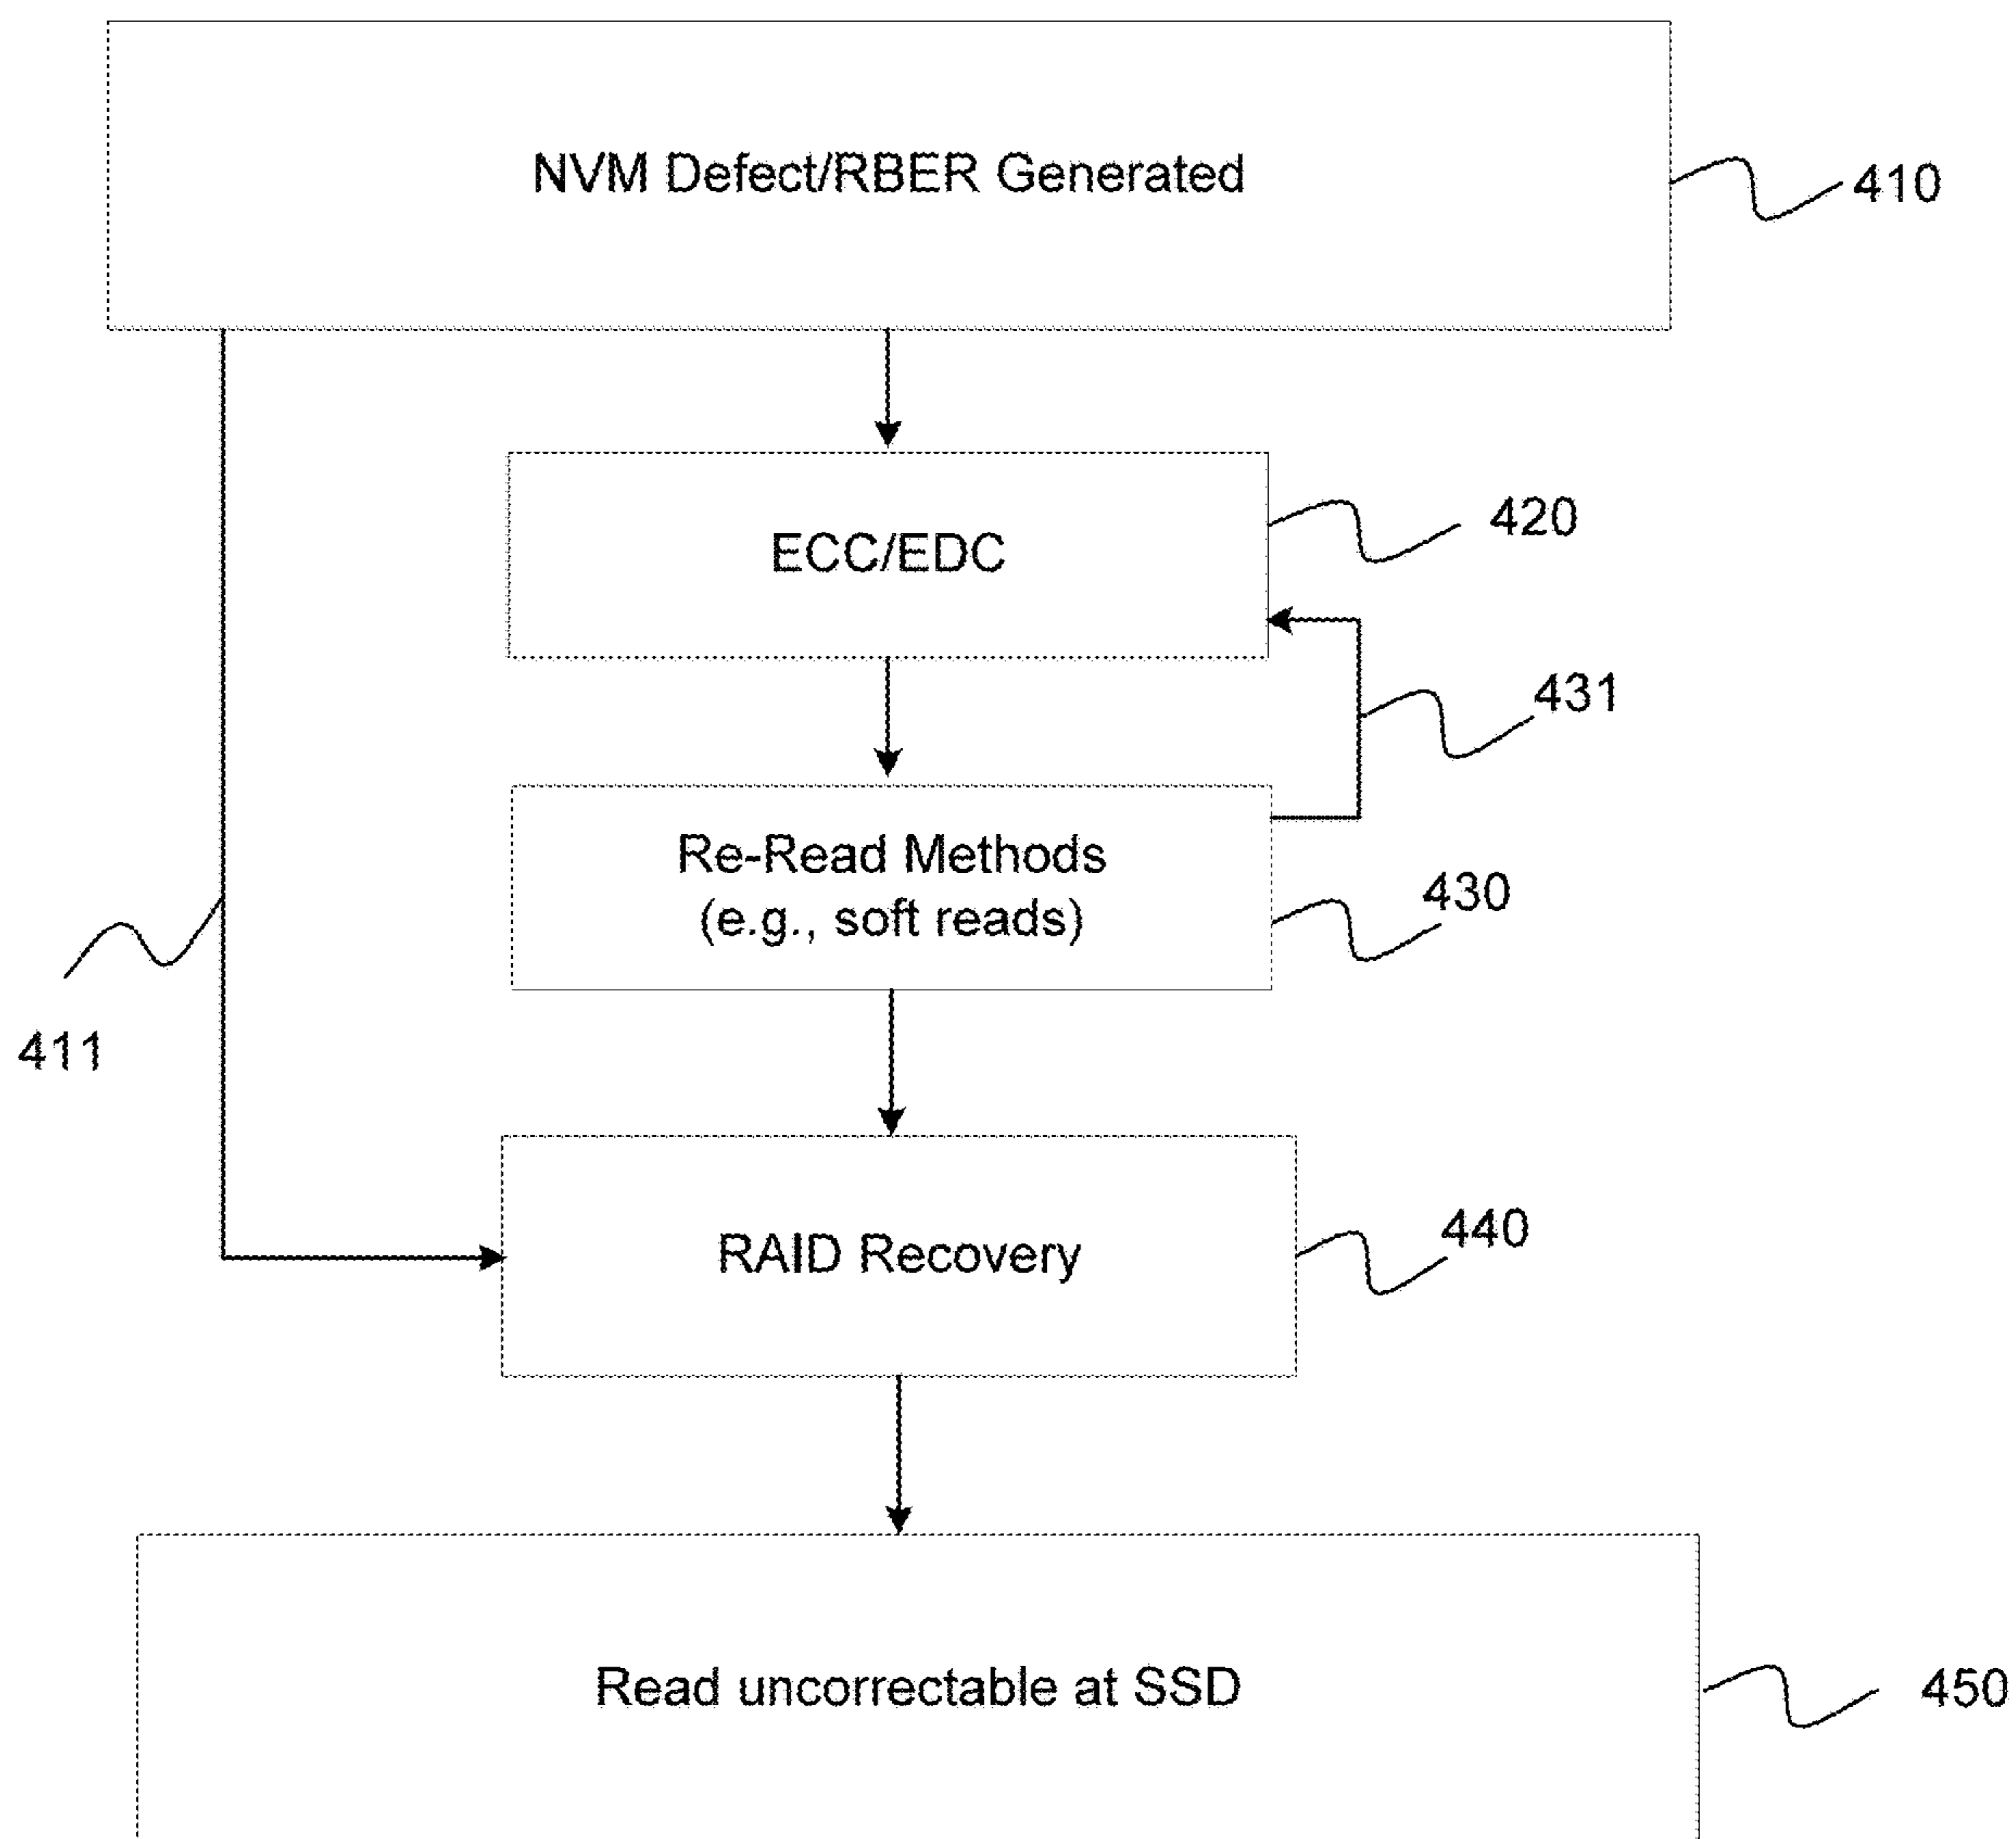 NVM Defect/RBER Generated
410
ECC/EDC
420
431
Re-Read Methods
(e.g., soft reads)
430
411
RAID Recovery
440
Read uncorrectable at SSD
450